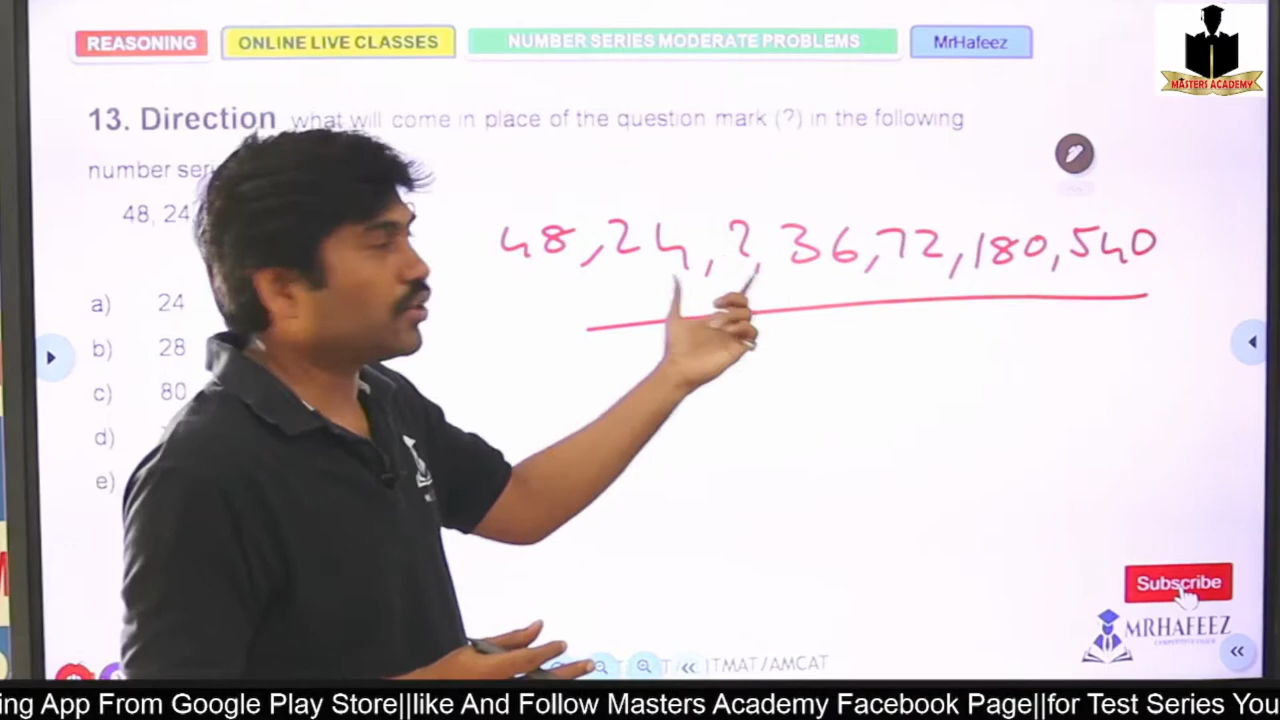 REASONING
ONLINE LIVE CLASSES
NUMBER SERIES MODERATE PROBLEMS
MrHafeez
MASTERS ACADEMY
13. Direction what will come in place of the question mark (?) in the following
number
48, 24,
48, 24, ?, 36, 72, 180, 540
a) 24
b) 28
c) 80
d)
e)
Subscribe
MRHAFEEZ
ITMAT/AMCAT
ing App From Google Play Store||like And Follow Masters Academy Facebook Page||for Test Series You